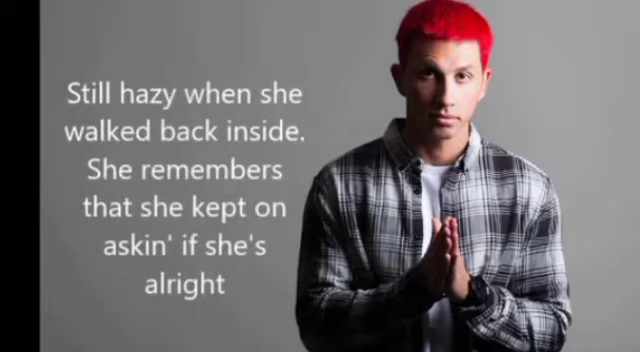 Still hazy when she
walked back inside.
She remembers
that she kept on
askin' if she's
alright